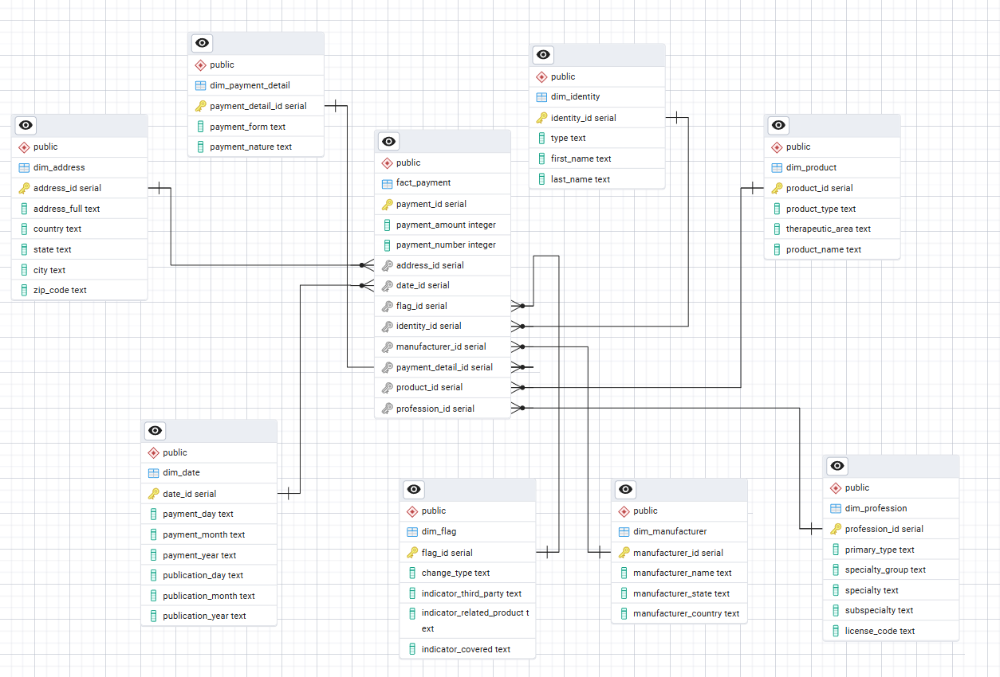 public
dim_payment_detail
payment_detail_id serial
payment_form text
payment_nature text
public
dim_identity
identity_id serial
type text
first_name text
last_name text
public
dim_address
address_id serial
address_full text
country text
state text
city text
zip_code text
public
fact_payment
payment_id serial
payment_amount integer
payment_number integer
address_id serial
date_id serial
flag_id serial
identity_id serial
manufacturer_id serial
payment_detail_id serial
product_id serial
profession_id serial
public
dim_product
product_id serial
product_type text
therapeutic_area text
product_name text
public
dim_date
date_id serial
payment_day text
payment_month text
payment_year text
publication_day text
publication_month text
publication_year text
public
dim_flag
flag_id serial
change_type text
indicator_third_party text
indicator_related_product t
ext
indicator_covered text
public
dim_manufacturer
manufacturer_id serial
manufacturer_name text
manufacturer_state text
manufacturer_country text
public
dim_profession
profession_id serial
primary_type text
specialty_group text
specialty text
subspecialty text
license_code text